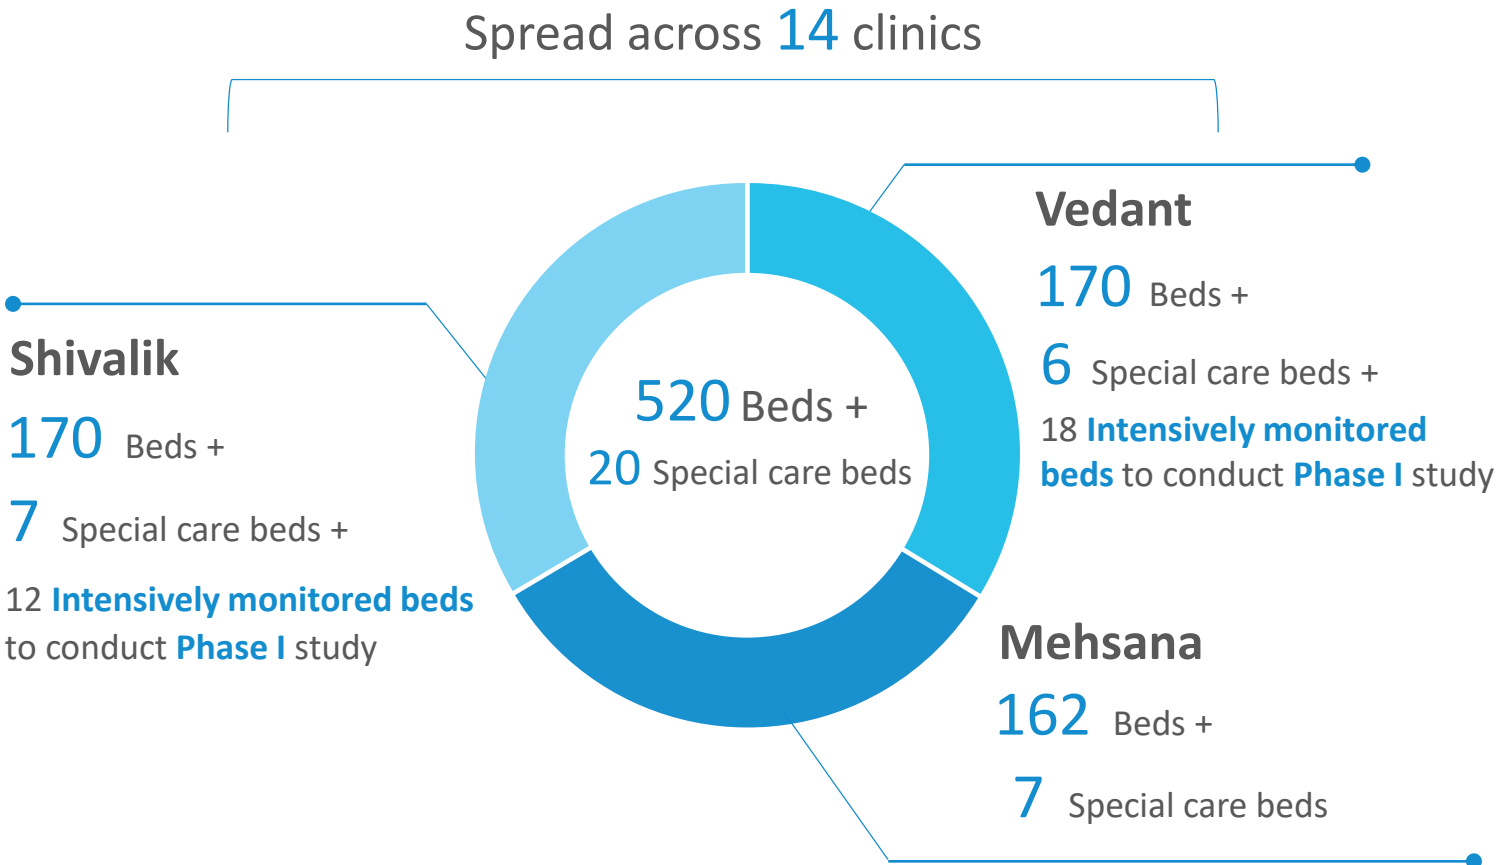 Spread across 14 clinics
Vedant
170 Beds +
6 Special care beds +
18 Intensively monitored
beds to conduct Phase I study
Shivalik
170 Beds +
7 Special care beds +
12 Intensively monitored beds
to conduct Phase I study
520 Beds +
20 Special care beds
Mehsana
162 Beds +
7 Special care beds